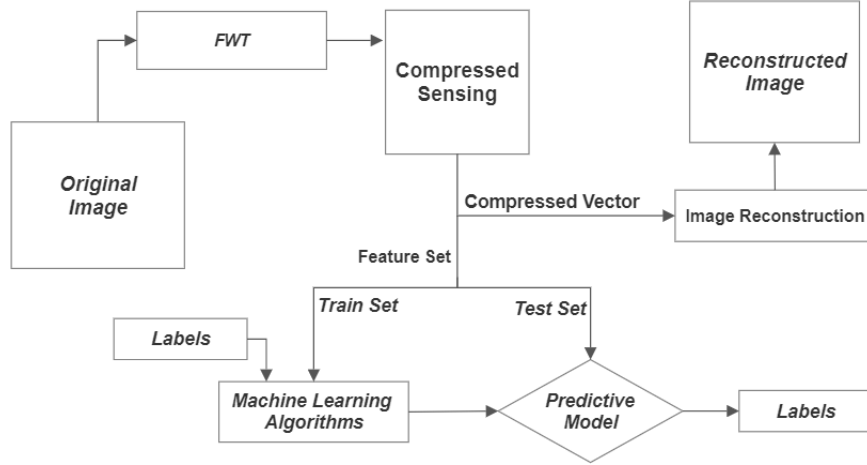 FWT
Compressed
Sensing
Reconstructed
Image
Original
Image
Compressed Vector
Image Reconstruction
Feature Set
Train Set
Test Set
Labels
Machine Learning
Algorithms
Predictive
Model
Labels